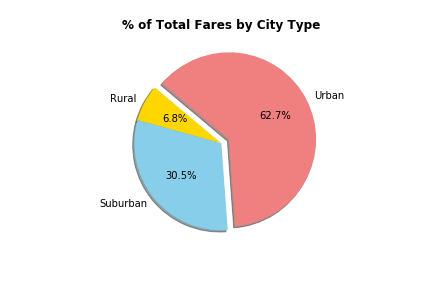 % of Total Fares by City Type
Rural
Urban
6.8%
62.7%
30.5%
Suburban